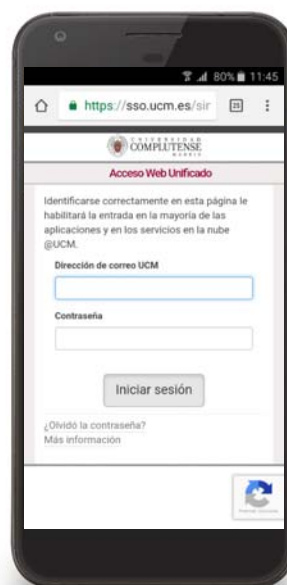 80% 11:45
https://sso.ucm.es/sir
25
UNIVERSIDAD
COMPLUTENSE
MADRID
Acceso Web Unificado
Identificarse correctamente en esta página le
habilitará la entrada en la mayoría de las
aplicaciones y en los servicios en la nube
@UCM.
Dirección de correo UCM
Contraseña
Iniciar sesión
¿Olvidó la contraseña?
Más información